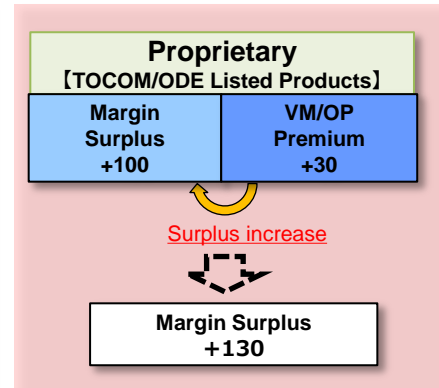 Proprietary
【TOCOM/ODE Listed Products】
Margin
Surplus
+100
VM/OP
Premium
+30
Surplus increase
Margin Surplus
+130